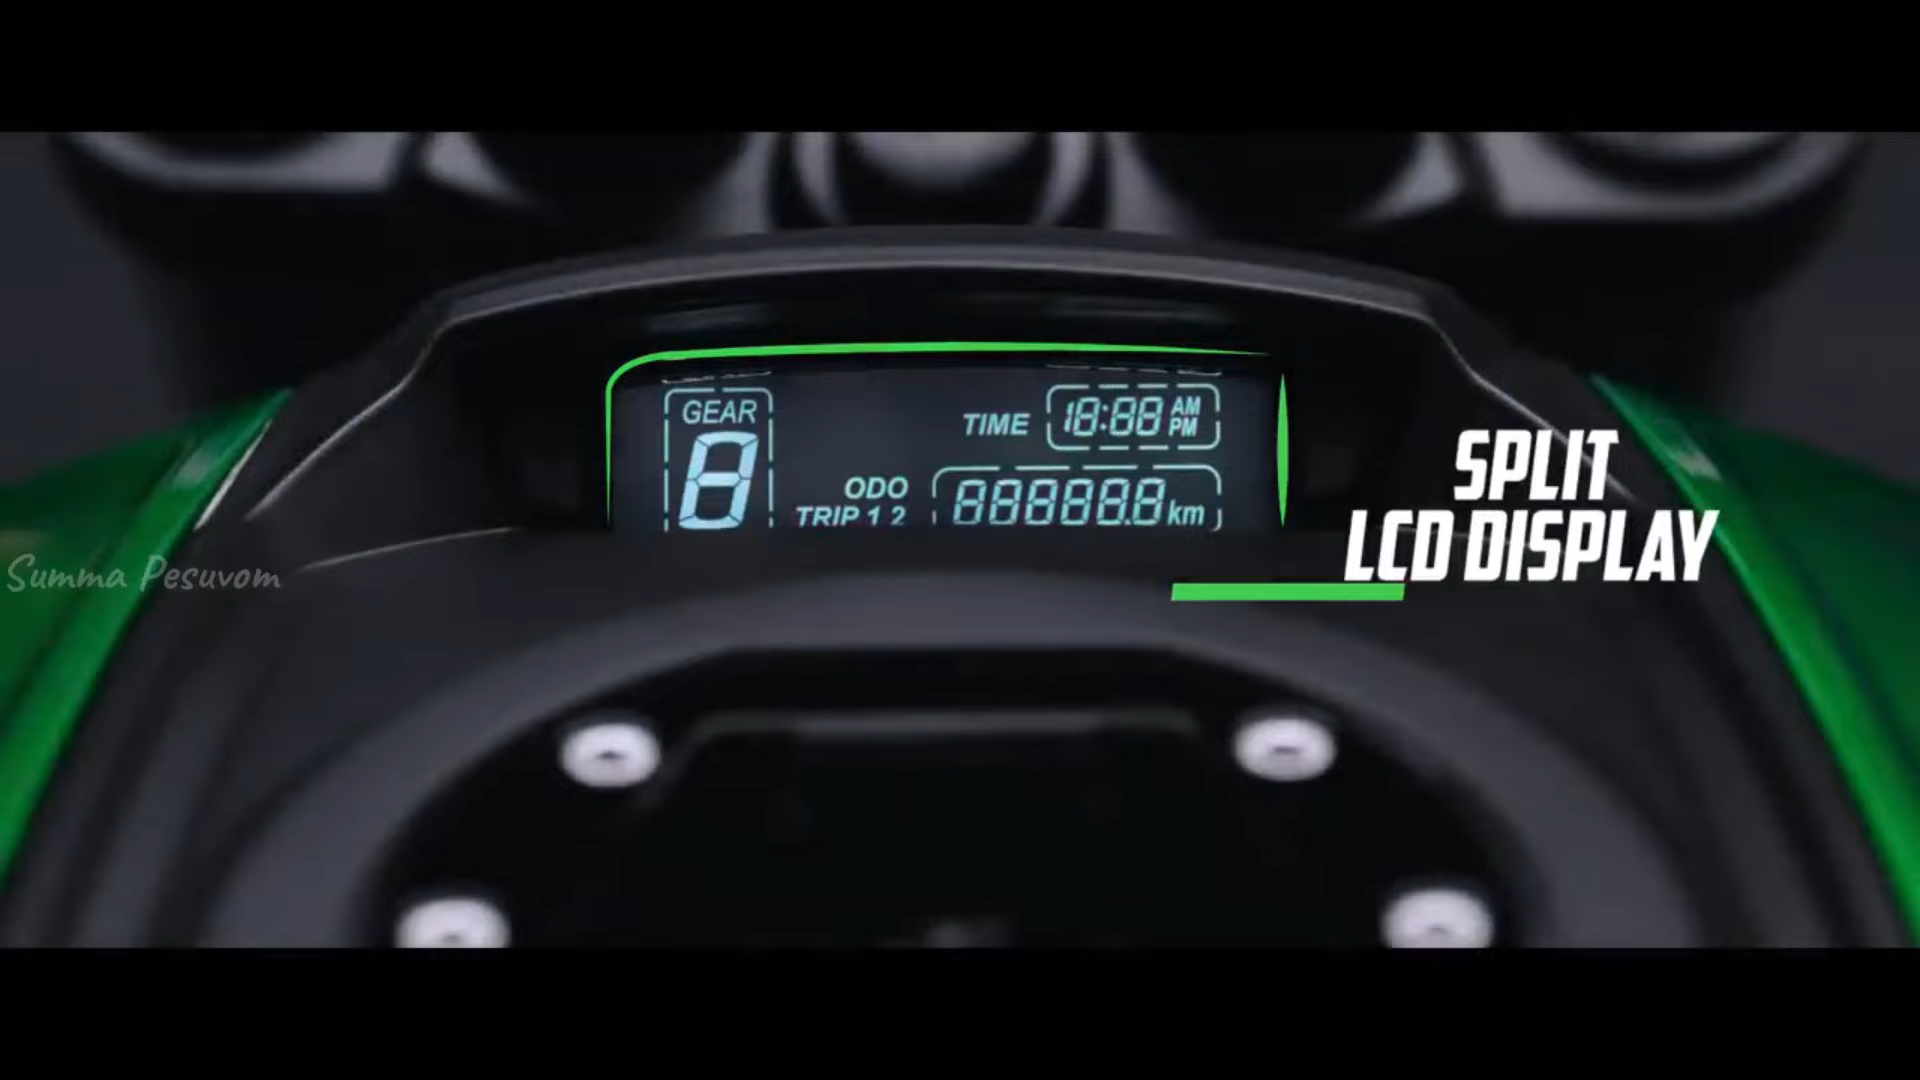 GEAR
8
TIME 18:88 AM
PM
ODO
TRIP 1 2
88888.8 km
SPLIT
LCD DISPLAY
Summa Pesuvom